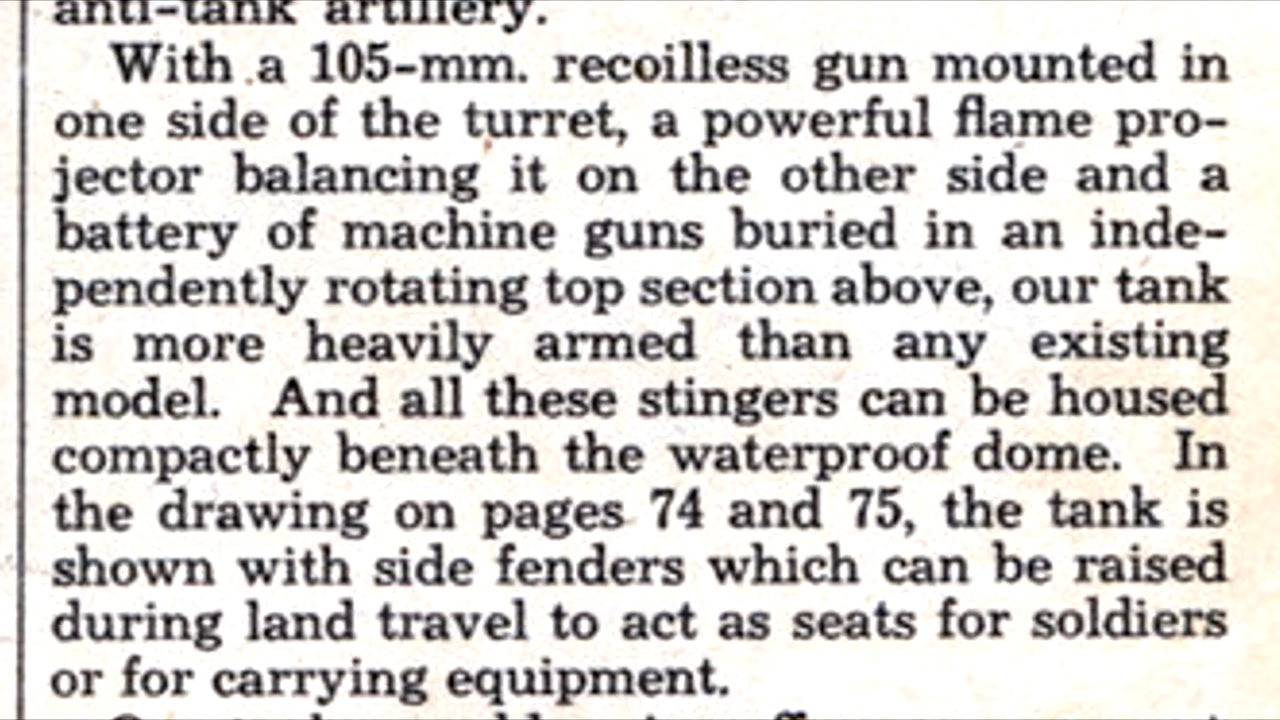 anti-tank artillery.
With a 105-mm. recoilless gun mounted in
one side of the turret, a powerful flame pro-
jector balancing it on the other side and a
battery of machine guns buried in an inde-
pendently rotating top section above, our tank
is more heavily armed than any existing
model. And all these stingers can be housed
compactly beneath the waterproof dome. In
the drawing on pages 74 and 75, the tank is
shown with side fenders which can be raised
during land travel to act as seats for soldiers
or for carrying equipment.